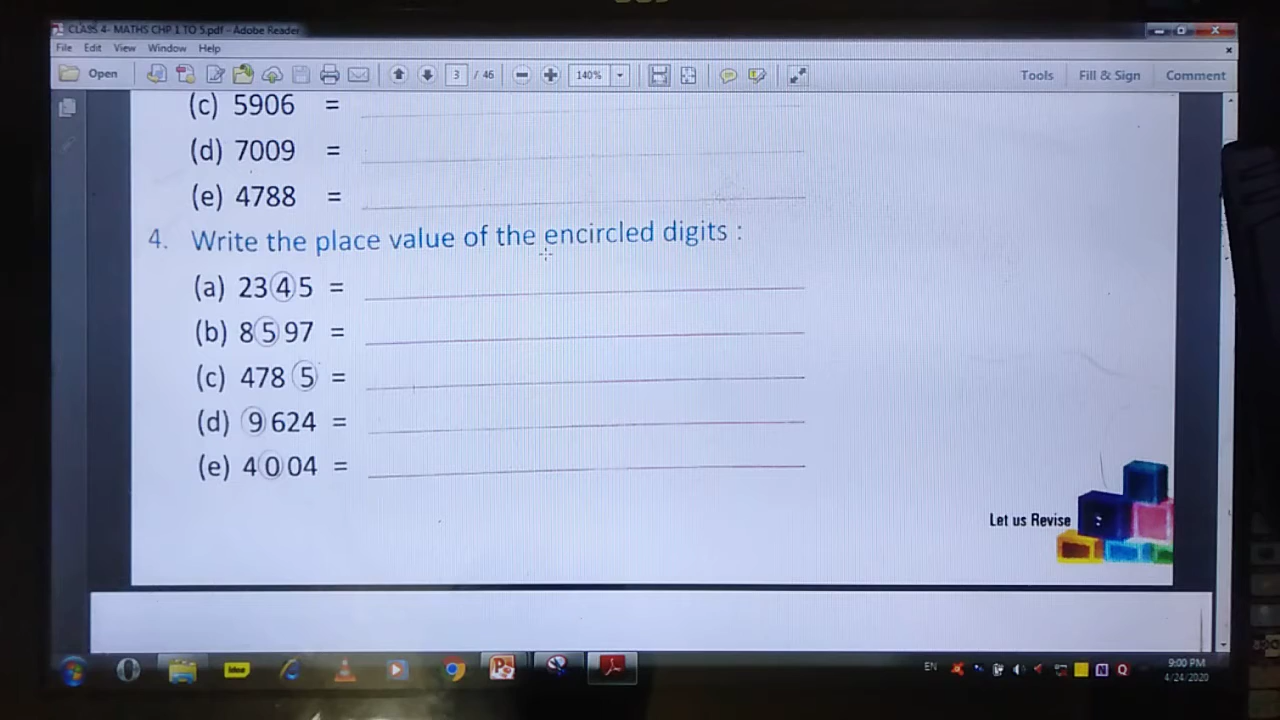 CLASS 4- MATHS CHP 1 TO 5.pdf - Adobe Reader
File Edit View Window Help
Open 3 / 46 140% Tools Fill & Sign Comment
(c) 5906 =
(d) 7009 =
(e) 4788 =
4. Write the place value of the encircled digits :
(a) 2345 =
(b) 8597 =
(c) 4785 =
(d) 9624 =
(e) 4004 =
Let us Revise
EN 9:00 PM
4/24/2020